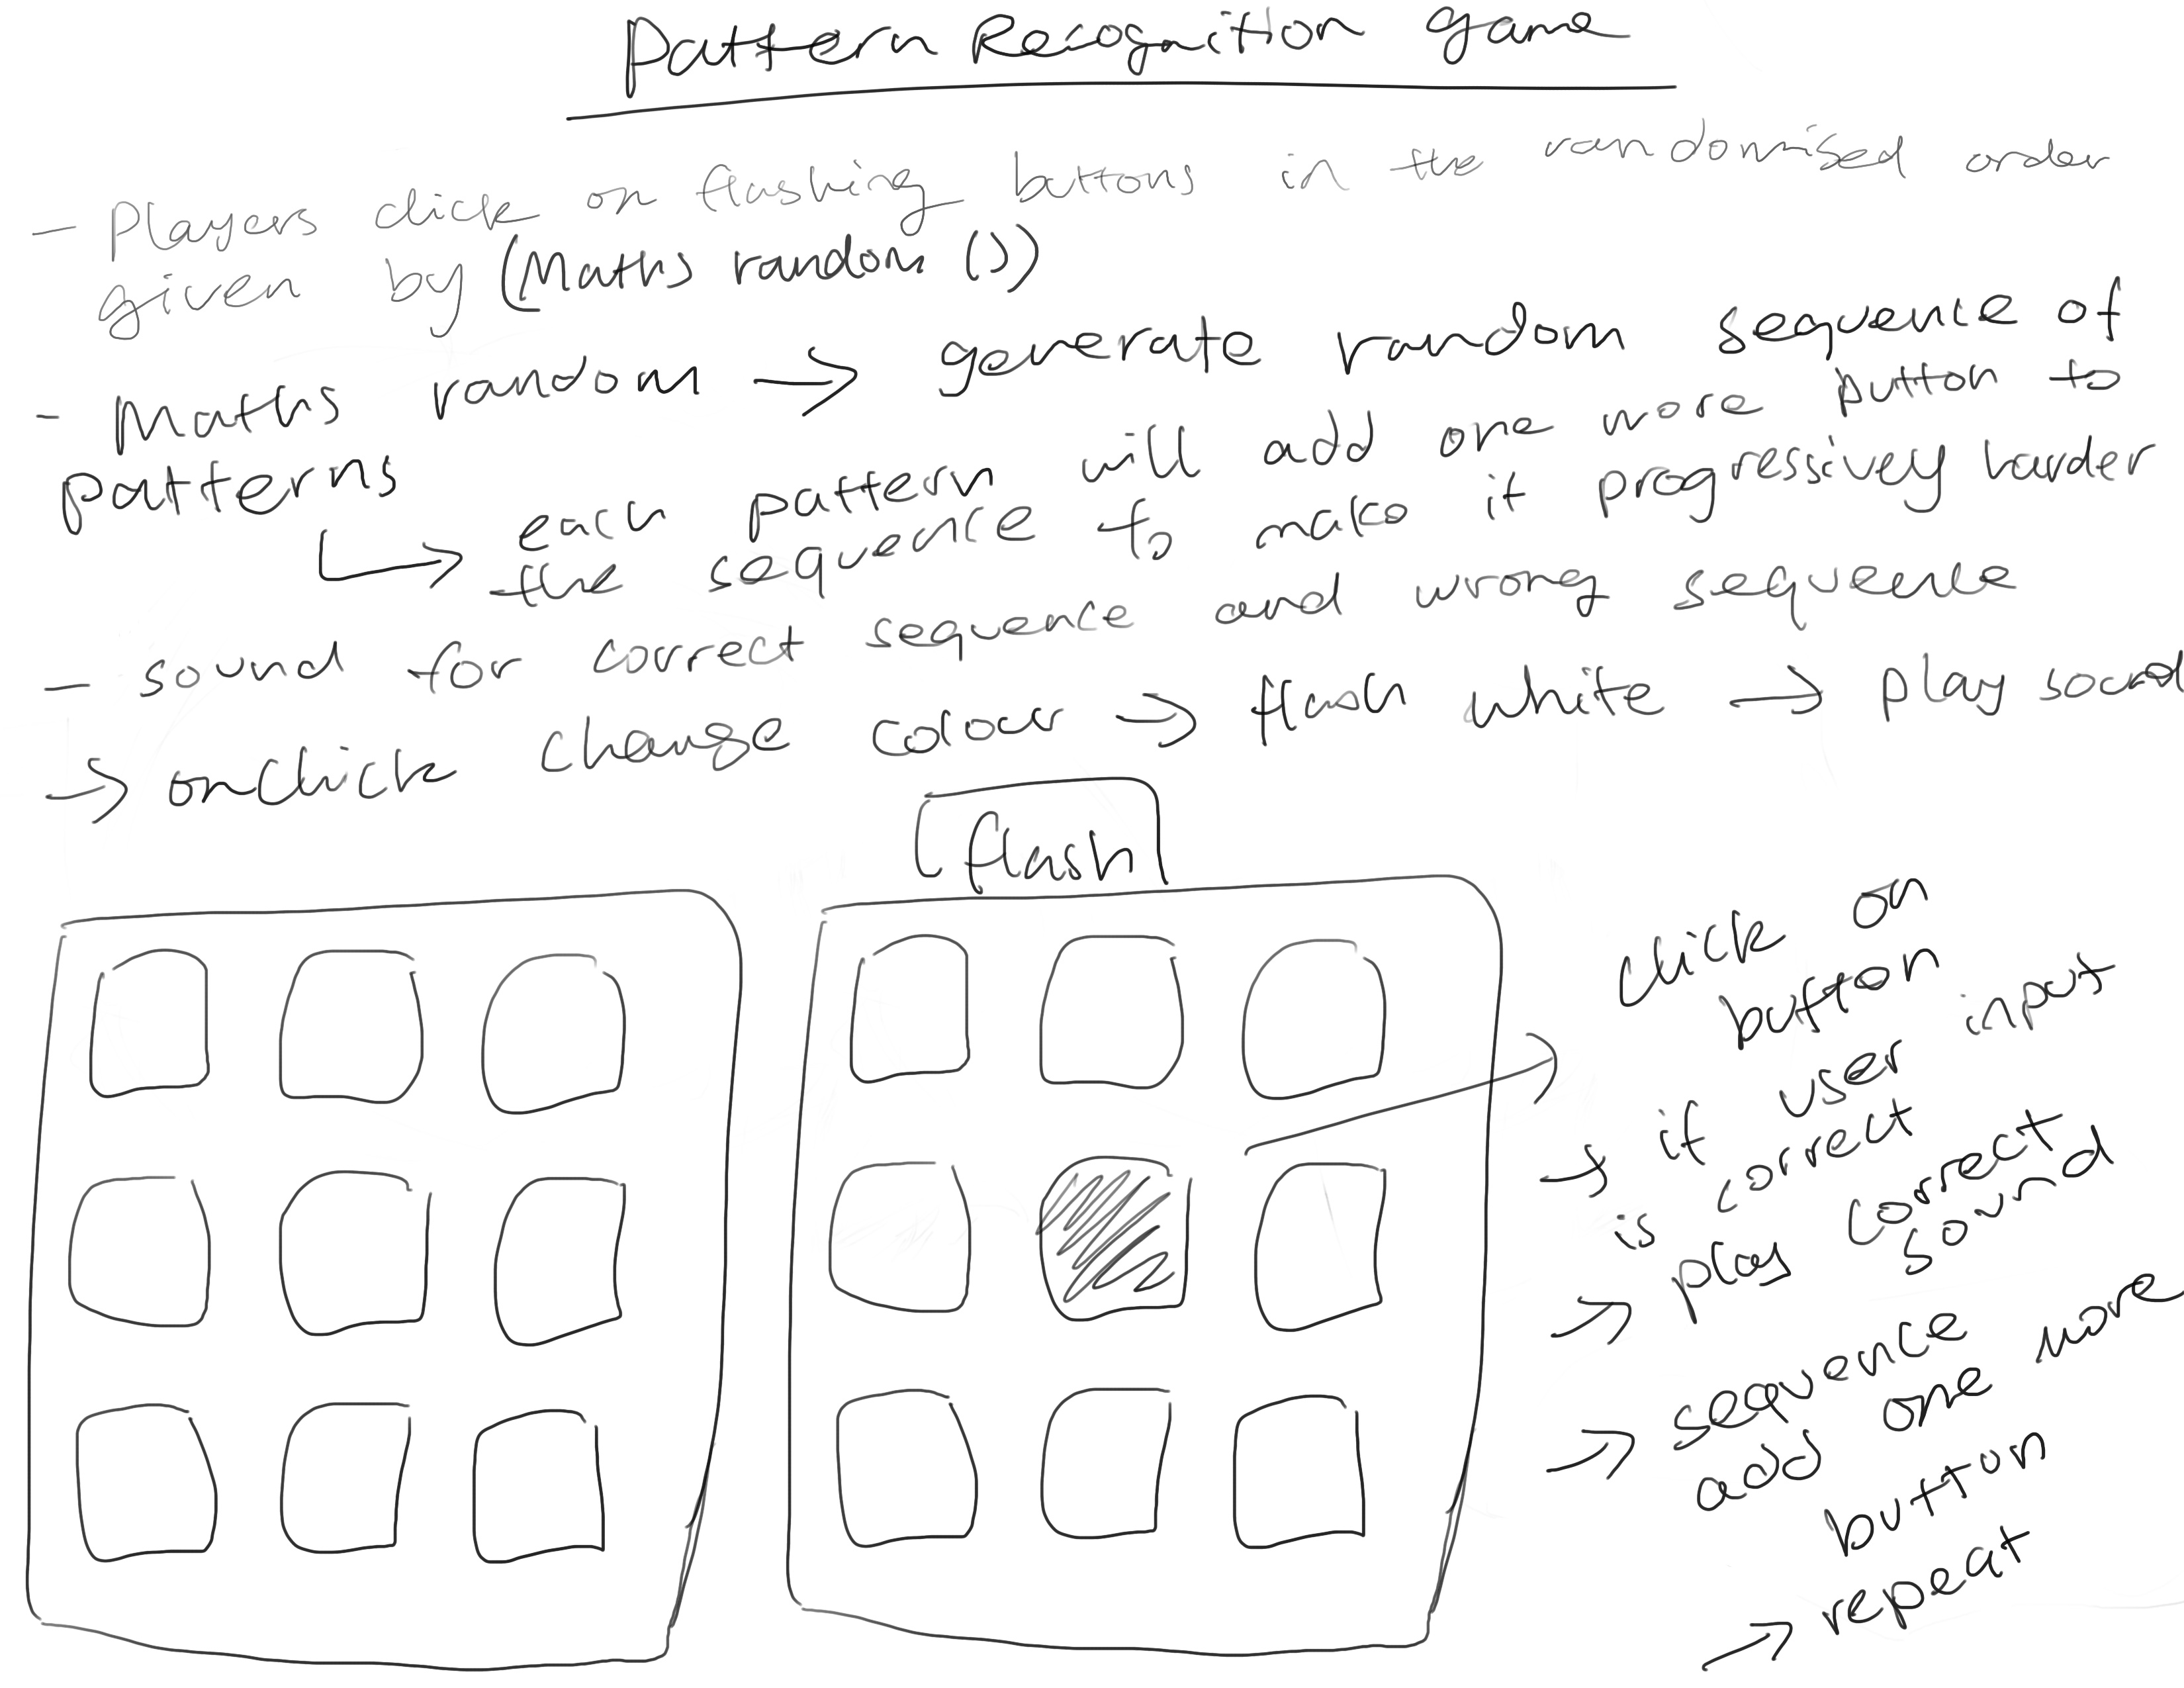 Pattern Recognition game
- Players click on flashing buttons in the randomised order
given by (Maths random ())
- Maths random → generate random sequence of
patterns
↳ each pattern will add one more button to
the sequence to make it progressivey harder
- sound for correct sequence and wrong sequence
→ onclick change colour → flash white → play sound
flash
click on
button
→ if user input
is correct
→ play correct
sound
→ sequence
add one more
button
→ repeat